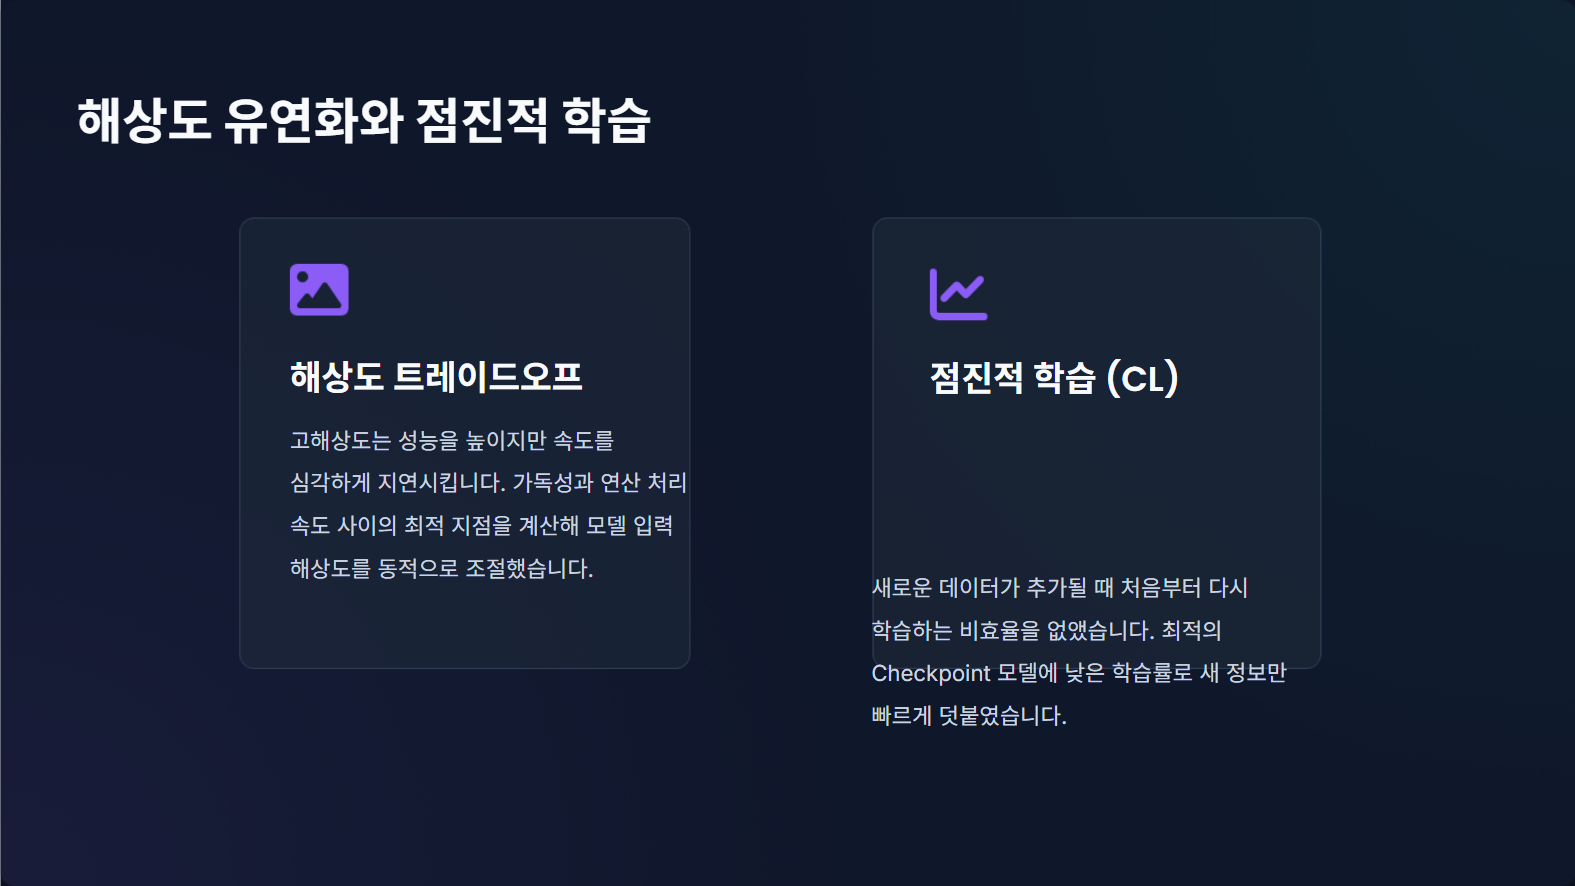 해상도 유연화와 점진적 학습
해상도 트레이드오프
고해상도는 성능을 높이지만 속도를
심각하게 지연시킵니다. 가독성과 연산 처리
속도 사이의 최적 지점을 계산해 모델 입력
해상도를 동적으로 조절했습니다.
점진적 학습 (CL)
새로운 데이터가 추가될 때 처음부터 다시
학습하는 비효율을 없앴습니다. 최적의
Checkpoint 모델에 낮은 학습률로 새 정보만
빠르게 덧붙였습니다.